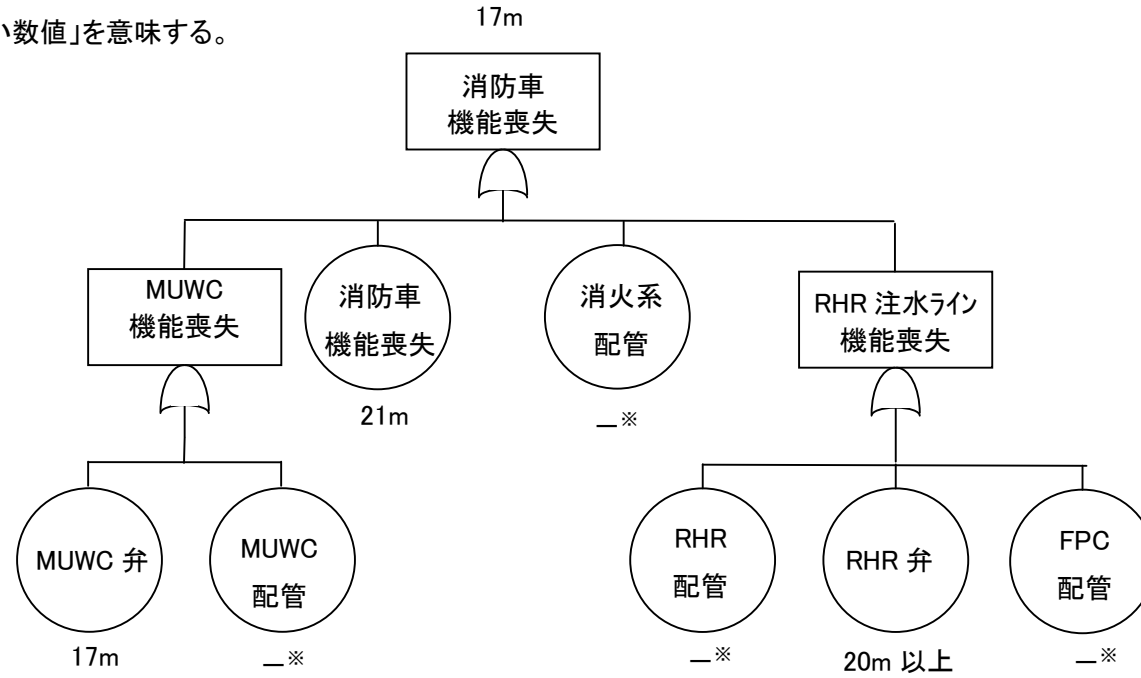 い数値」を意味する。
17m
消防車
機能喪失
MUWC
機能喪失
消防車
機能喪失
21m
消火系
配管
―※
RHR 注水ライン
機能喪失
MUWC 弁
17m
MUWC
配管
―※
RHR
配管
―※
RHR 弁
20m 以上
FPC
配管
―※